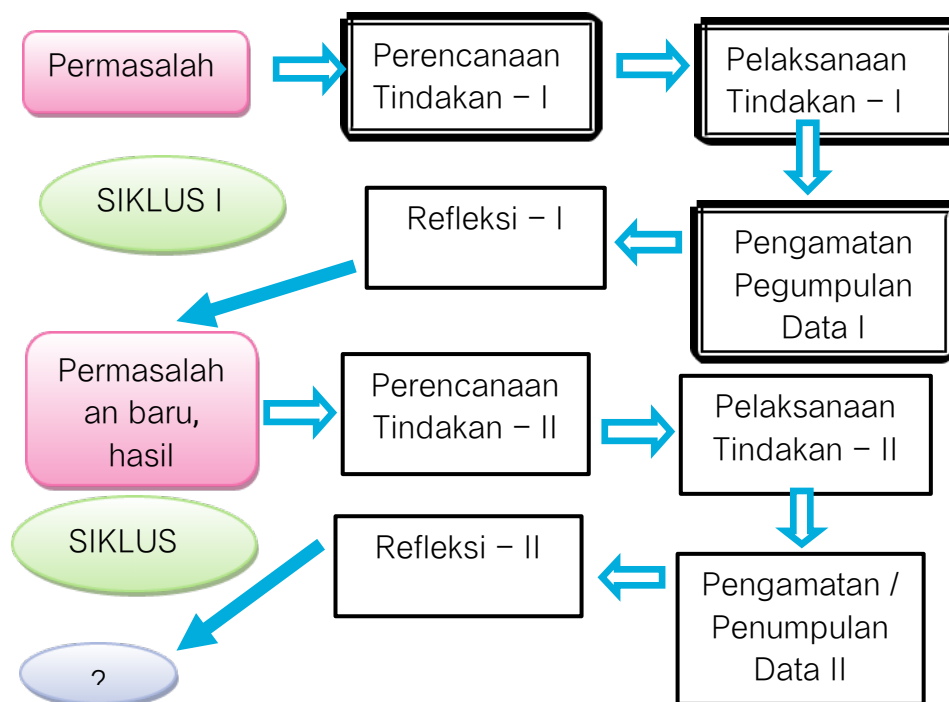 Permasalah
Perencanaan
Tindakan – I
Pelaksanaan
Tindakan – I
SIKLUS I
Refleksi – I
Pengamatan
Pegumpulan
Data I
Permasalah
an baru,
hasil
Perencanaan
Tindakan – II
Pelaksanaan
Tindakan – II
SIKLUS
Refleksi – II
Pengamatan /
Penumpulan
Data II
?